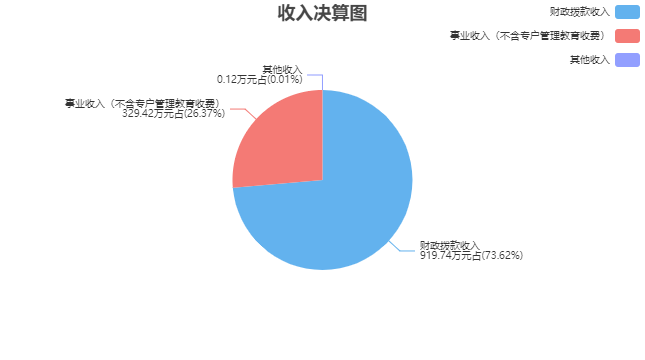 收入决算图
财政拨款收入
事业收入（不含专户管理教育收费）
其他收入
其他收入
0.12万元占(0.01%)
事业收入（不含专户管理教育收费）
329.42万元占(26.37%)
财政拨款收入
919.74万元占(73.62%)